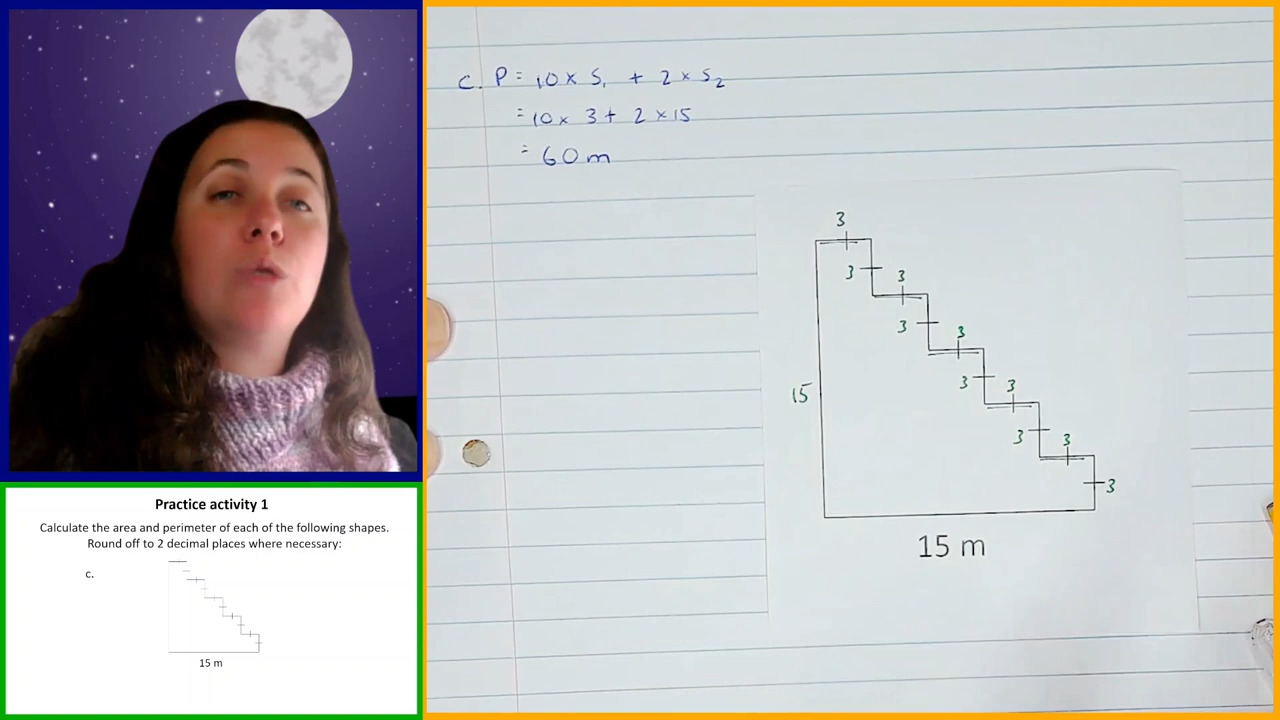 c. P = 10 x S₁ + 2 x S₂
= 10 x 3 + 2 x 15
= 60 m
3
3
3
3
3
3
3
3
3
3
15
15 m
Practice activity 1
Calculate the area and perimeter of each of the following shapes.
Round off to 2 decimal places where necessary:
c.
15 m